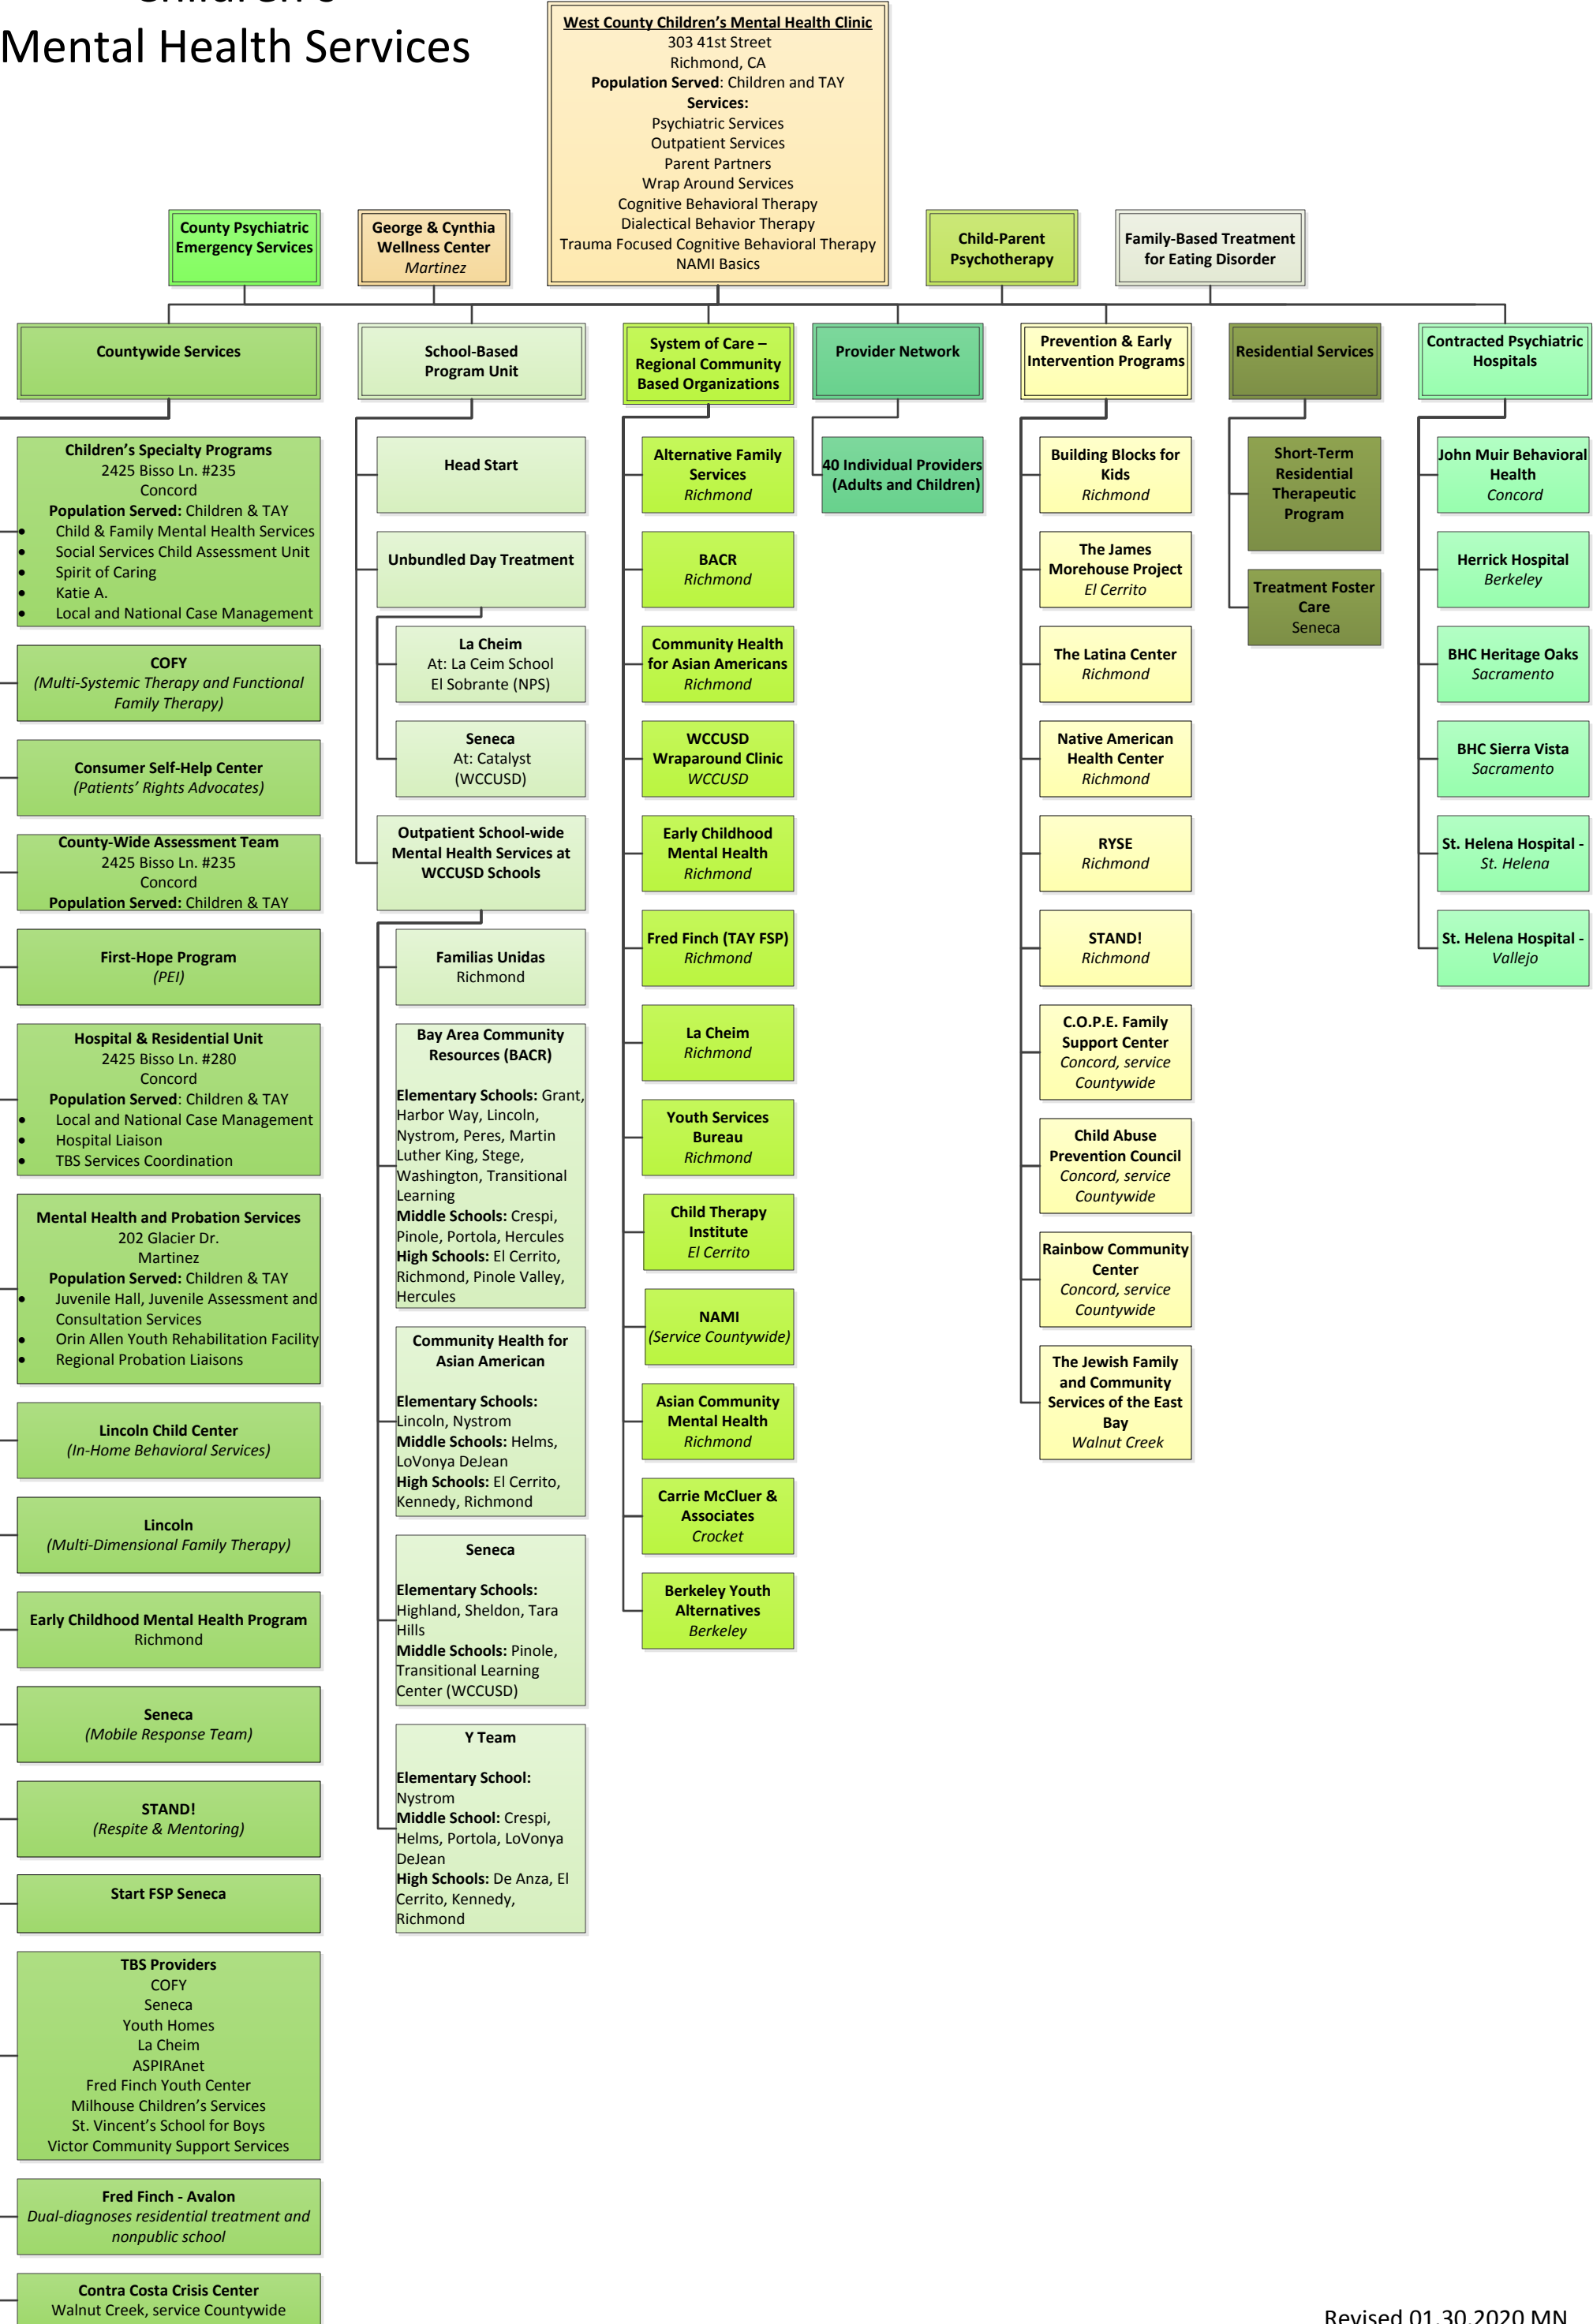 Children's
Mental Health Services
West County Children's Mental Health Clinic
303 41st Street
Richmond, CA
Population Served: Children and TAY
Services:
Psychiatric Services
Outpatient Services
Parent Partners
Wrap Around Services
Cognitive Behavioral Therapy
Dialectical Behavior Therapy
Trauma Focused Cognitive Behavioral Therapy
NAMI Basics
County Psychiatric
Emergency Services
George & Cynthia
Wellness Center
Martinez
Child-Parent
Psychotherapy
Family-Based Treatment
for Eating Disorder
Countywide Services
School-Based
Program Unit
System of Care –
Regional Community
Based Organizations
Provider Network
Prevention & Early
Intervention Programs
Residential Services
Contracted Psychiatric
Hospitals
Children's Specialty Programs
2425 Bisso Ln. #235
Concord
Population Served: Children & TAY
• Child & Family Mental Health Services
• Social Services Child Assessment Unit
• Spirit of Caring
• Katie A.
• Local and National Case Management
COFY
(Multi-Systemic Therapy and Functional
Family Therapy)
Consumer Self-Help Center
(Patients' Rights Advocates)
County-Wide Assessment Team
2425 Bisso Ln. #235
Concord
Population Served: Children & TAY
First-Hope Program
(PEI)
Hospital & Residential Unit
2425 Bisso Ln. #280
Concord
Population Served: Children & TAY
• Local and National Case Management
• Hospital Liaison
• TBS Services Coordination
Mental Health and Probation Services
202 Glacier Dr.
Martinez
Population Served: Children & TAY
• Juvenile Hall, Juvenile Assessment and
Consultation Services
• Orin Allen Youth Rehabilitation Facility
• Regional Probation Liaisons
Lincoln Child Center
(In-Home Behavioral Services)
Lincoln
(Multi-Dimensional Family Therapy)
Early Childhood Mental Health Program
Richmond
Seneca
(Mobile Response Team)
STAND!
(Respite & Mentoring)
Start FSP Seneca
TBS Providers
COFY
Seneca
Youth Homes
La Cheim
ASPIRAnet
Fred Finch Youth Center
Milhouse Children's Services
St. Vincent's School for Boys
Victor Community Support Services
Fred Finch - Avalon
Dual-diagnoses residential treatment and
nonpublic school
Contra Costa Crisis Center
Walnut Creek, service Countywide
Head Start
Unbundled Day Treatment
La Cheim
At: La Ceim School
El Sobrante (NPS)
Seneca
At: Catalyst
(WCCUSD)
Outpatient School-wide
Mental Health Services at
WCCUSD Schools
Familias Unidas
Richmond
Bay Area Community
Resources (BACR)
Elementary Schools: Grant,
Harbor Way, Lincoln,
Nystrom, Peres, Martin
Luther King, Stege,
Washington, Transitional
Learning
Middle Schools: Crespi,
Pinole, Portola, Hercules
High Schools: El Cerrito,
Richmond, Pinole Valley,
Hercules
Community Health for
Asian American
Elementary Schools:
Lincoln, Nystrom
Middle Schools: Helms,
LoVonya DeJean
High Schools: El Cerrito,
Kennedy, Richmond
Seneca
Elementary Schools:
Highland, Sheldon, Tara
Hills
Middle Schools: Pinole,
Transitional Learning
Center (WCCUSD)
Y Team
Elementary School:
Nystrom
Middle School: Crespi,
Helms, Portola, LoVonya
DeJean
High Schools: De Anza, El
Cerrito, Kennedy,
Richmond
Alternative Family
Services
Richmond
BACR
Richmond
Community Health
for Asian Americans
Richmond
WCCUSD
Wraparound Clinic
WCCUSD
Early Childhood
Mental Health
Richmond
Fred Finch (TAY FSP)
Richmond
La Cheim
Richmond
Youth Services
Bureau
Richmond
Child Therapy
Institute
El Cerrito
NAMI
(Service Countywide)
Asian Community
Mental Health
Richmond
Carrie McCluer &
Associates
Crocket
Berkeley Youth
Alternatives
Berkeley
40 Individual Providers
(Adults and Children)
Building Blocks for
Kids
Richmond
The James
Morehouse Project
El Cerrito
The Latina Center
Richmond
Native American
Health Center
Richmond
RYSE
Richmond
STAND!
Richmond
C.O.P.E. Family
Support Center
Concord, service
Countywide
Child Abuse
Prevention Council
Concord, service
Countywide
Rainbow Community
Center
Concord, service
Countywide
The Jewish Family
and Community
Services of the East
Bay
Walnut Creek
Short-Term
Residential
Therapeutic
Program
Treatment Foster
Care
Seneca
John Muir Behavioral
Health
Concord
Herrick Hospital
Berkeley
BHC Heritage Oaks
Sacramento
BHC Sierra Vista
Sacramento
St. Helena Hospital -
St. Helena
St. Helena Hospital -
Vallejo
Revised 01.30.2020 MN